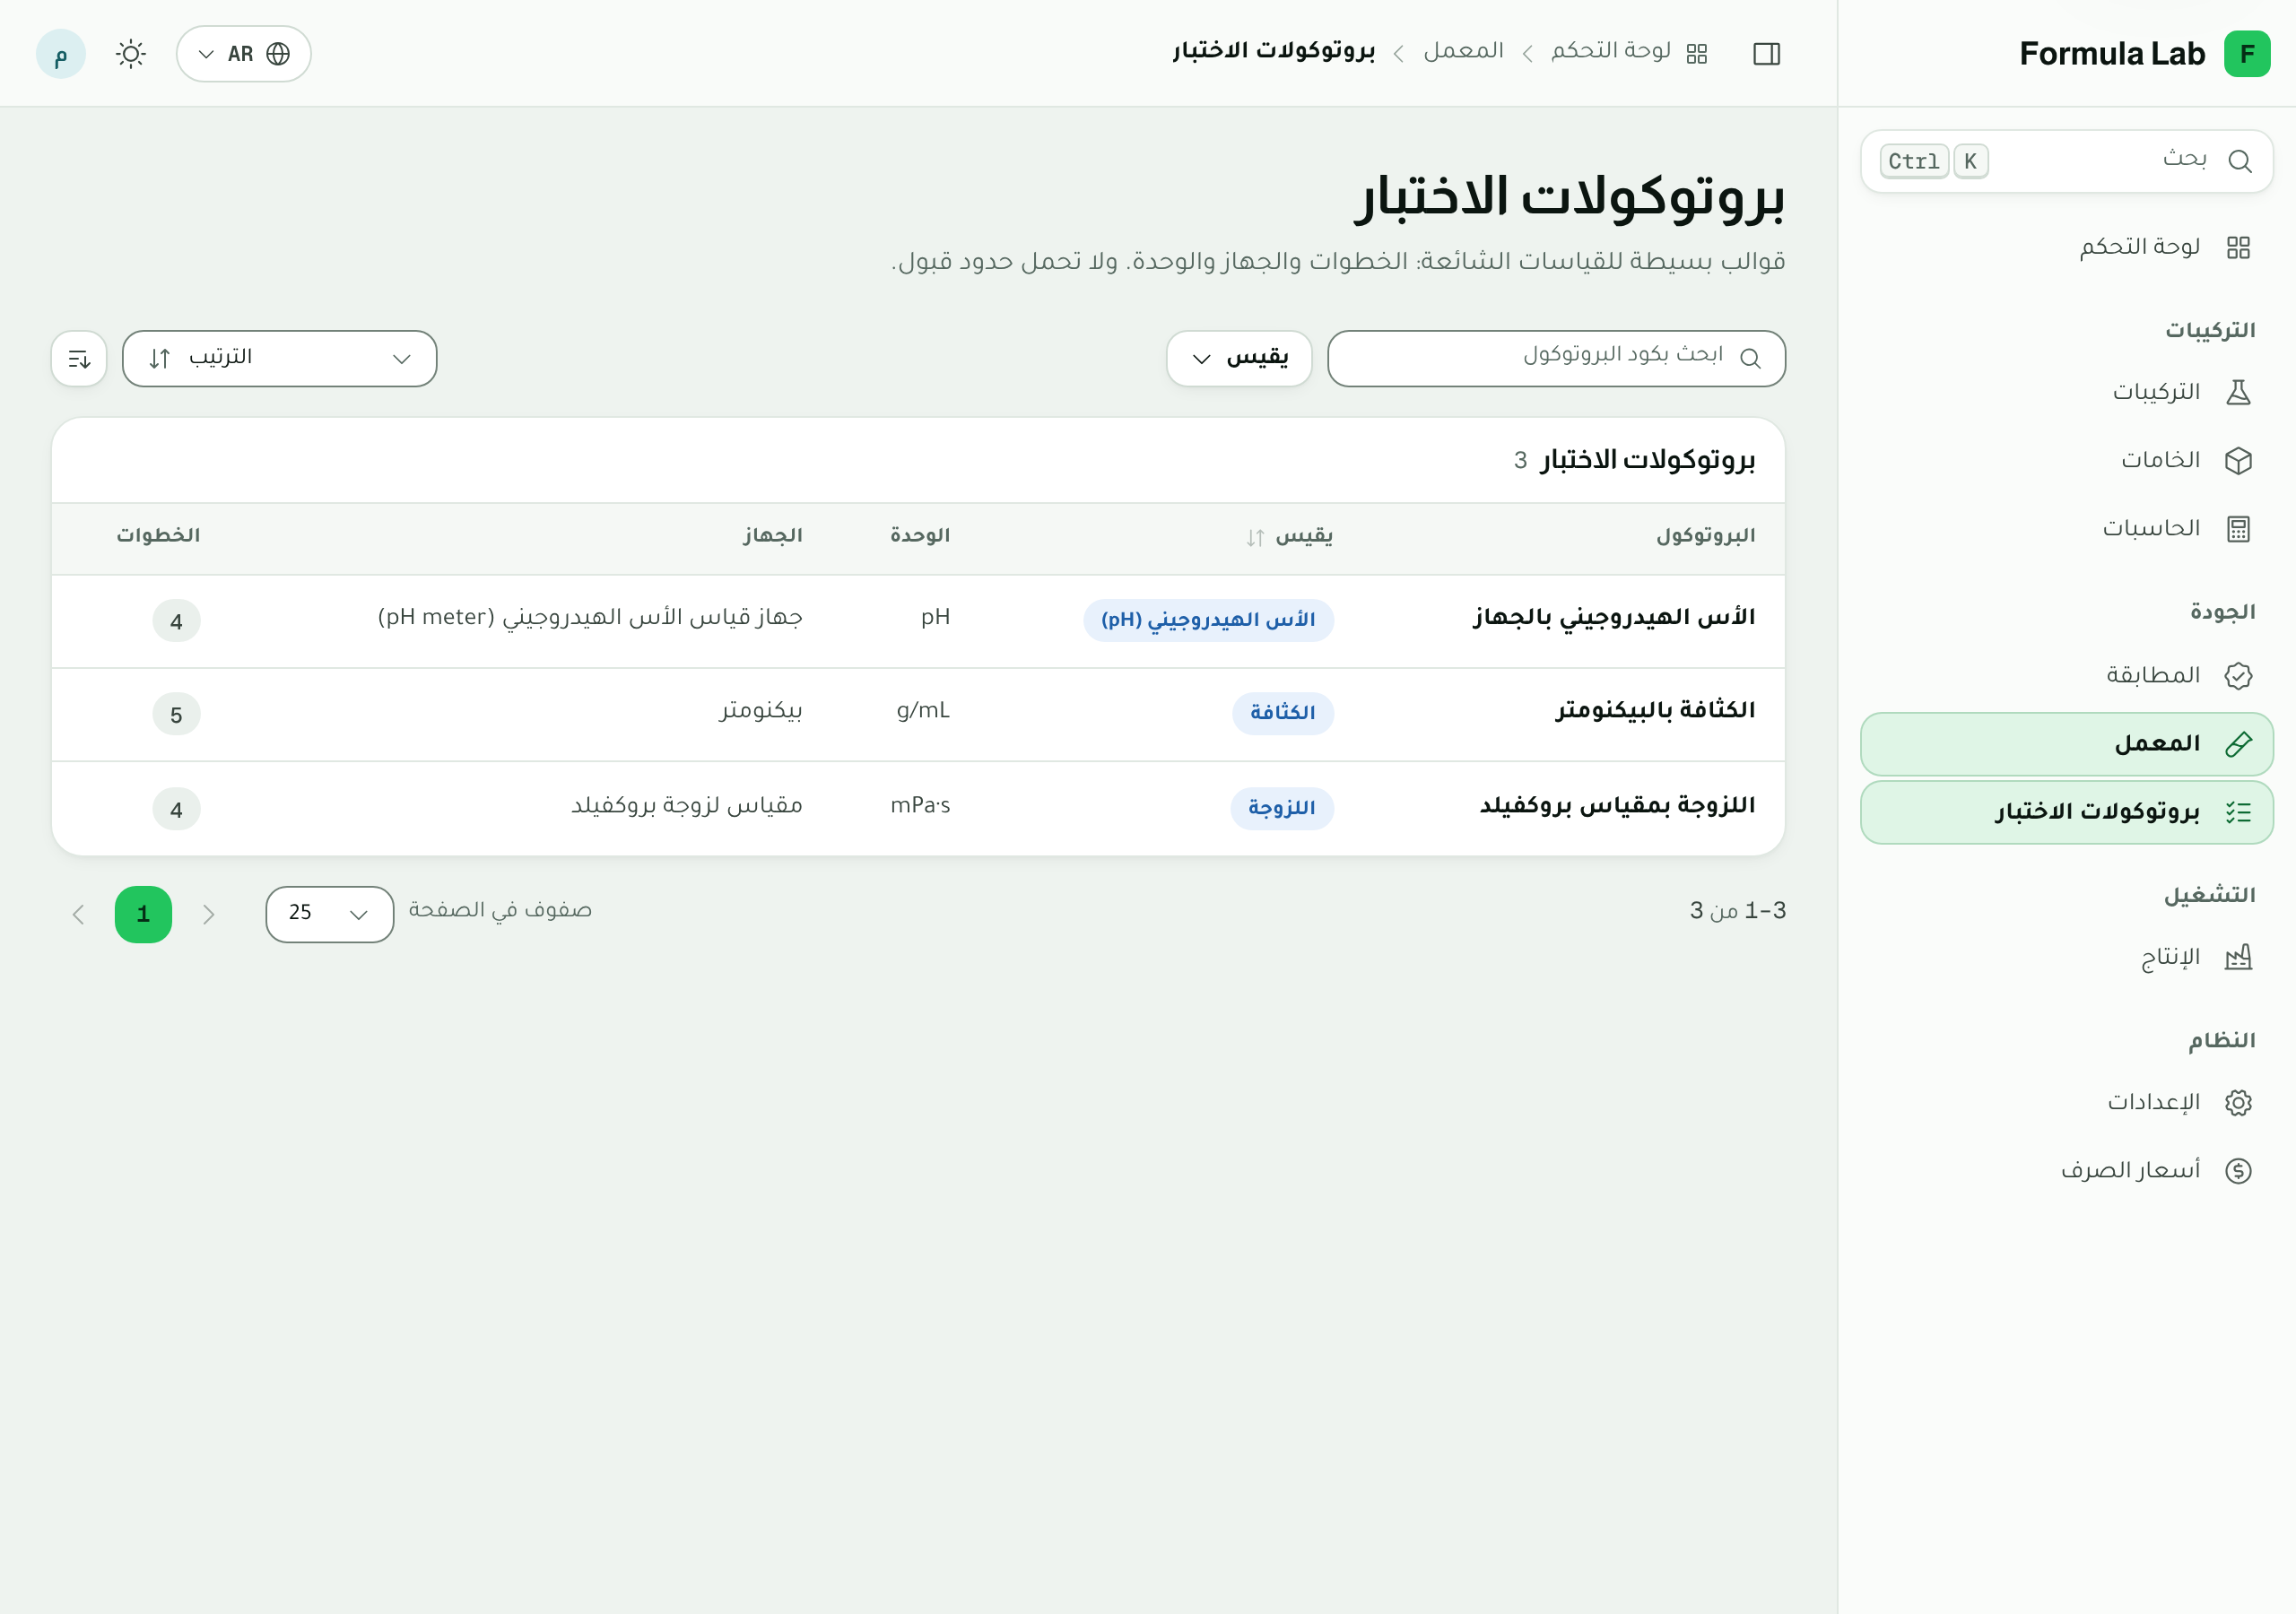 F Formula Lab
بحث
Ctrl K
لوحة التحكم
التركيبات
التركيبات
الخامات
الحاسبات
الجودة
المطابقة
المعمل
بروتوكولات الاختبار
التشغيل
الإنتاج
النظام
الإعدادات
أسعار الصرف
لوحة التحكم المعمل بروتوكولات الاختبار
AR
م
بروتوكولات الاختبار
قوالب بسيطة للقياسات الشائعة: الخطوات والجهاز والوحدة. ولا تحمل حدود قبول.
ابحث بكود البروتوكول يقيس الترتيب
بروتوكولات الاختبار 3
البروتوكول يقيس الوحدة الجهاز الخطوات
الأس الهيدروجيني بالجهاز الأس الهيدروجيني (pH) pH جهاز قياس الأس الهيدروجيني (pH meter) 4
الكثافة بالبيكنومتر الكثافة g/mL بيكنومتر 5
اللزوجة بمقياس بروكفيلد اللزوجة mPa·s مقياس لزوجة بروكفيلد 4
1–3 من 3 صفوف في الصفحة 25 1